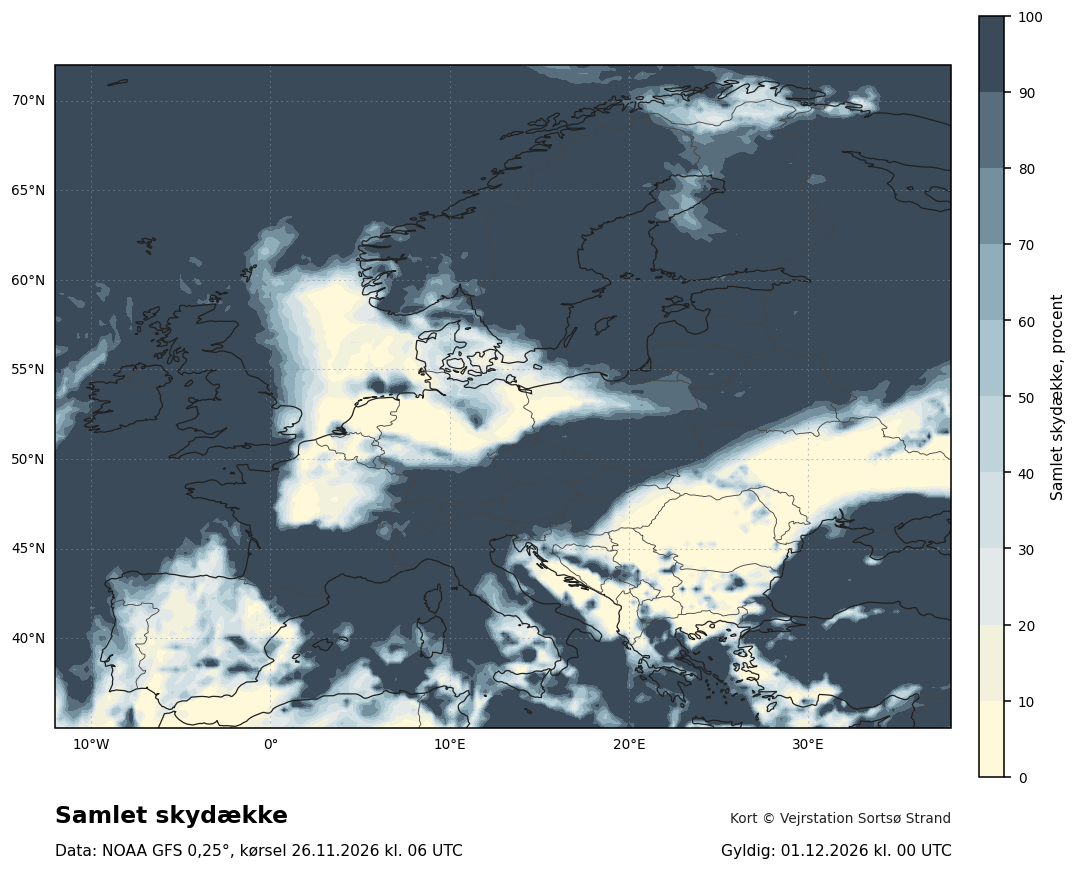 70°N
65°N
60°N
55°N
50°N
45°N
40°N
10°W
0°
10°E
20°E
30°E
100
90
80
70
60
50
40
30
20
10
0
Samlet skydække, procent
Samlet skydække
Kort © Vejrstation Sortsø Strand
Data: NOAA GFS 0,25°, kørsel 26.11.2026 kl. 06 UTC
Gyldig: 01.12.2026 kl. 00 UTC